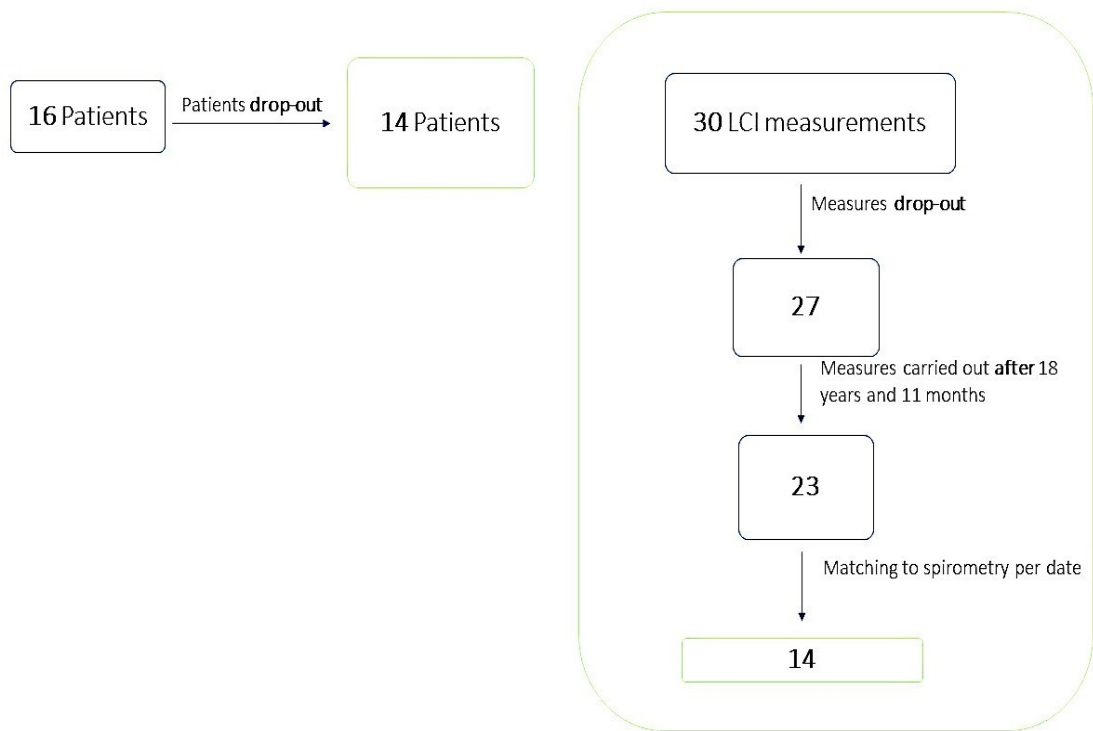 16 Patients
Patients drop-out
14 Patients
30 LCI measurements
Measures drop-out
27
Measures carried out after 18
years and 11 months
23
Matching to spirometry per date
14